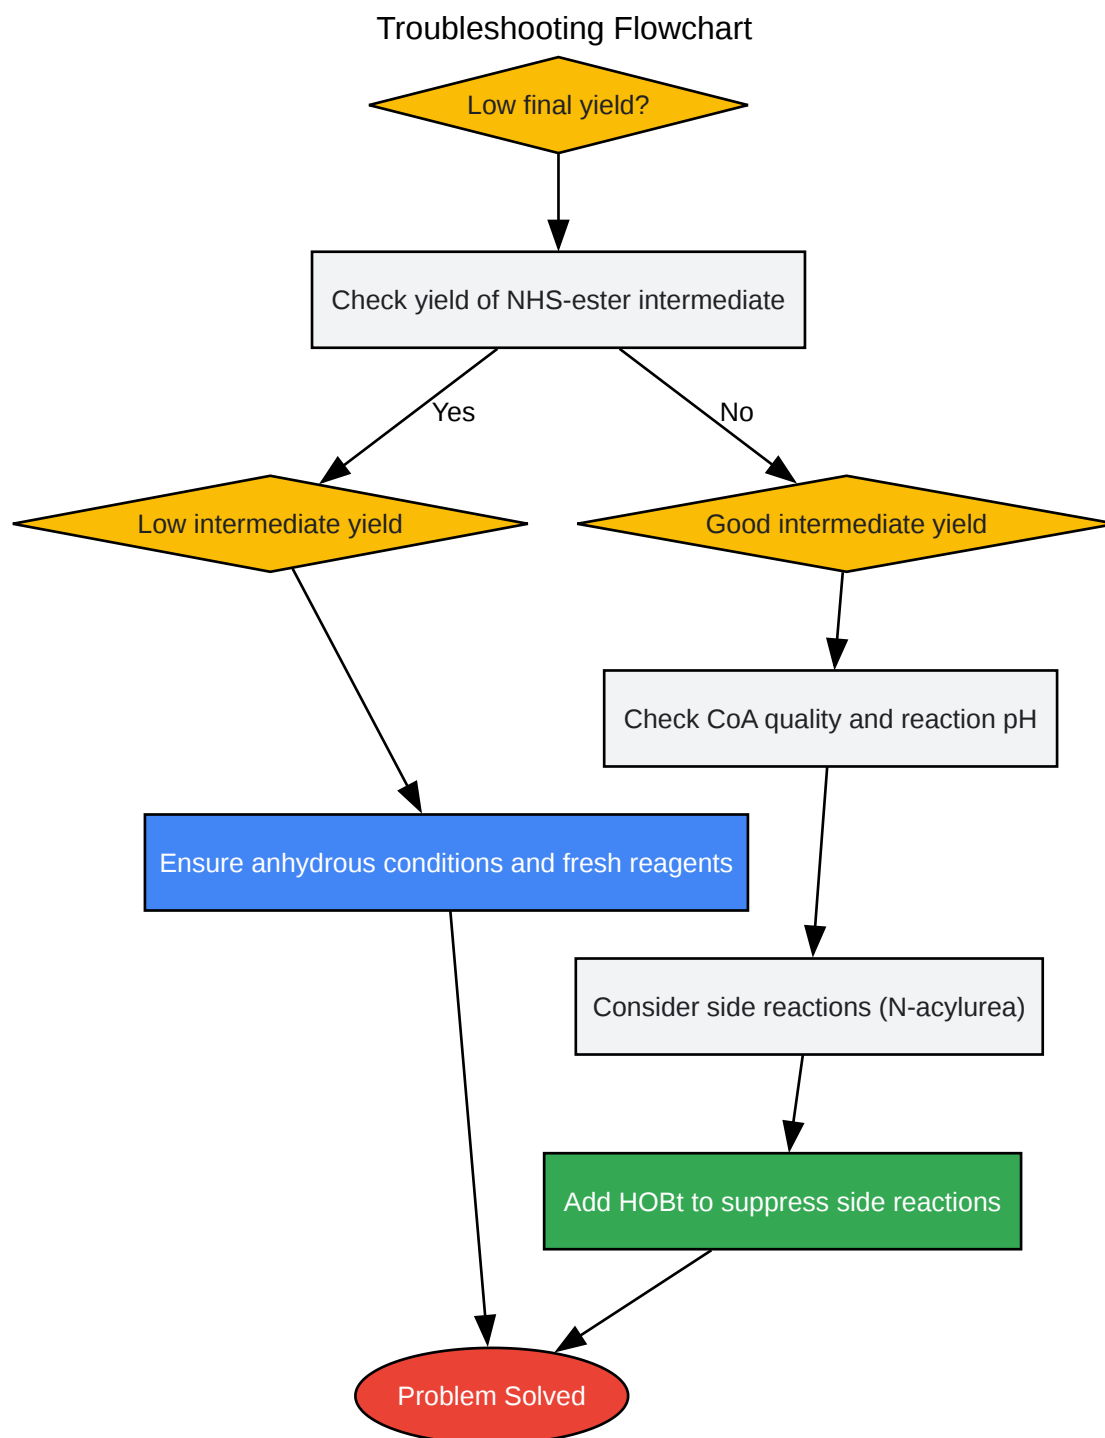 Troubleshooting Flowchart
Low final yield?
Check yield of NHS-ester intermediate
Yes
No
Low intermediate yield
Good intermediate yield
Check CoA quality and reaction pH
Ensure anhydrous conditions and fresh reagents
Consider side reactions (N-acylurea)
Add HOBt to suppress side reactions
Problem Solved